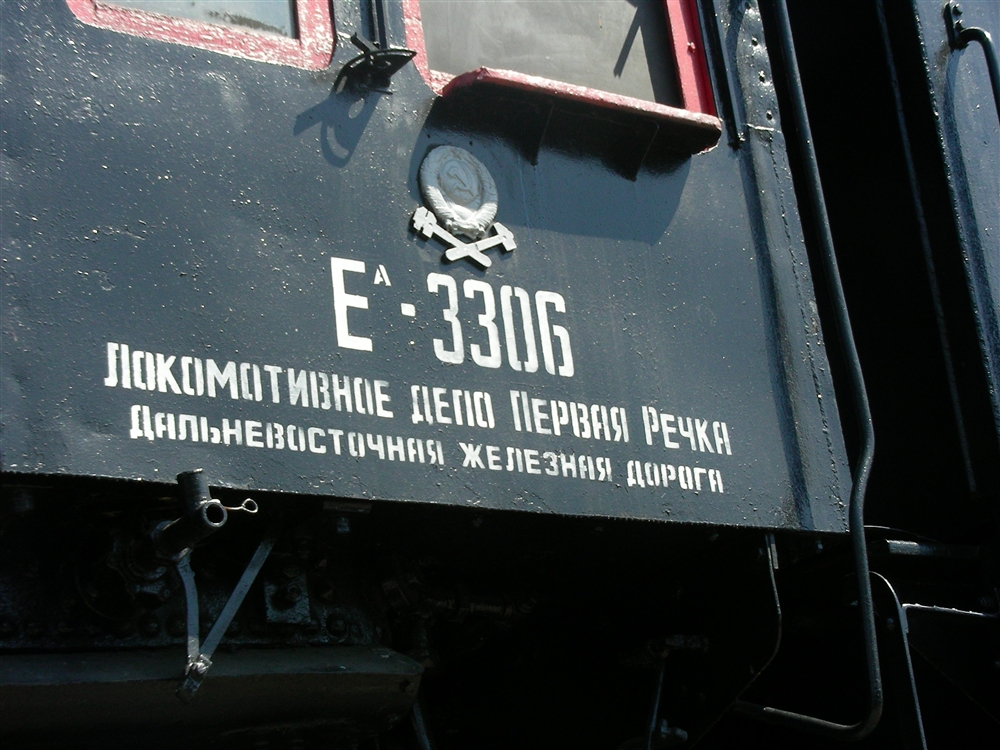 Еᴬ-3306
Локомотивное депо Первая Речка
Дальневосточная железная дорога